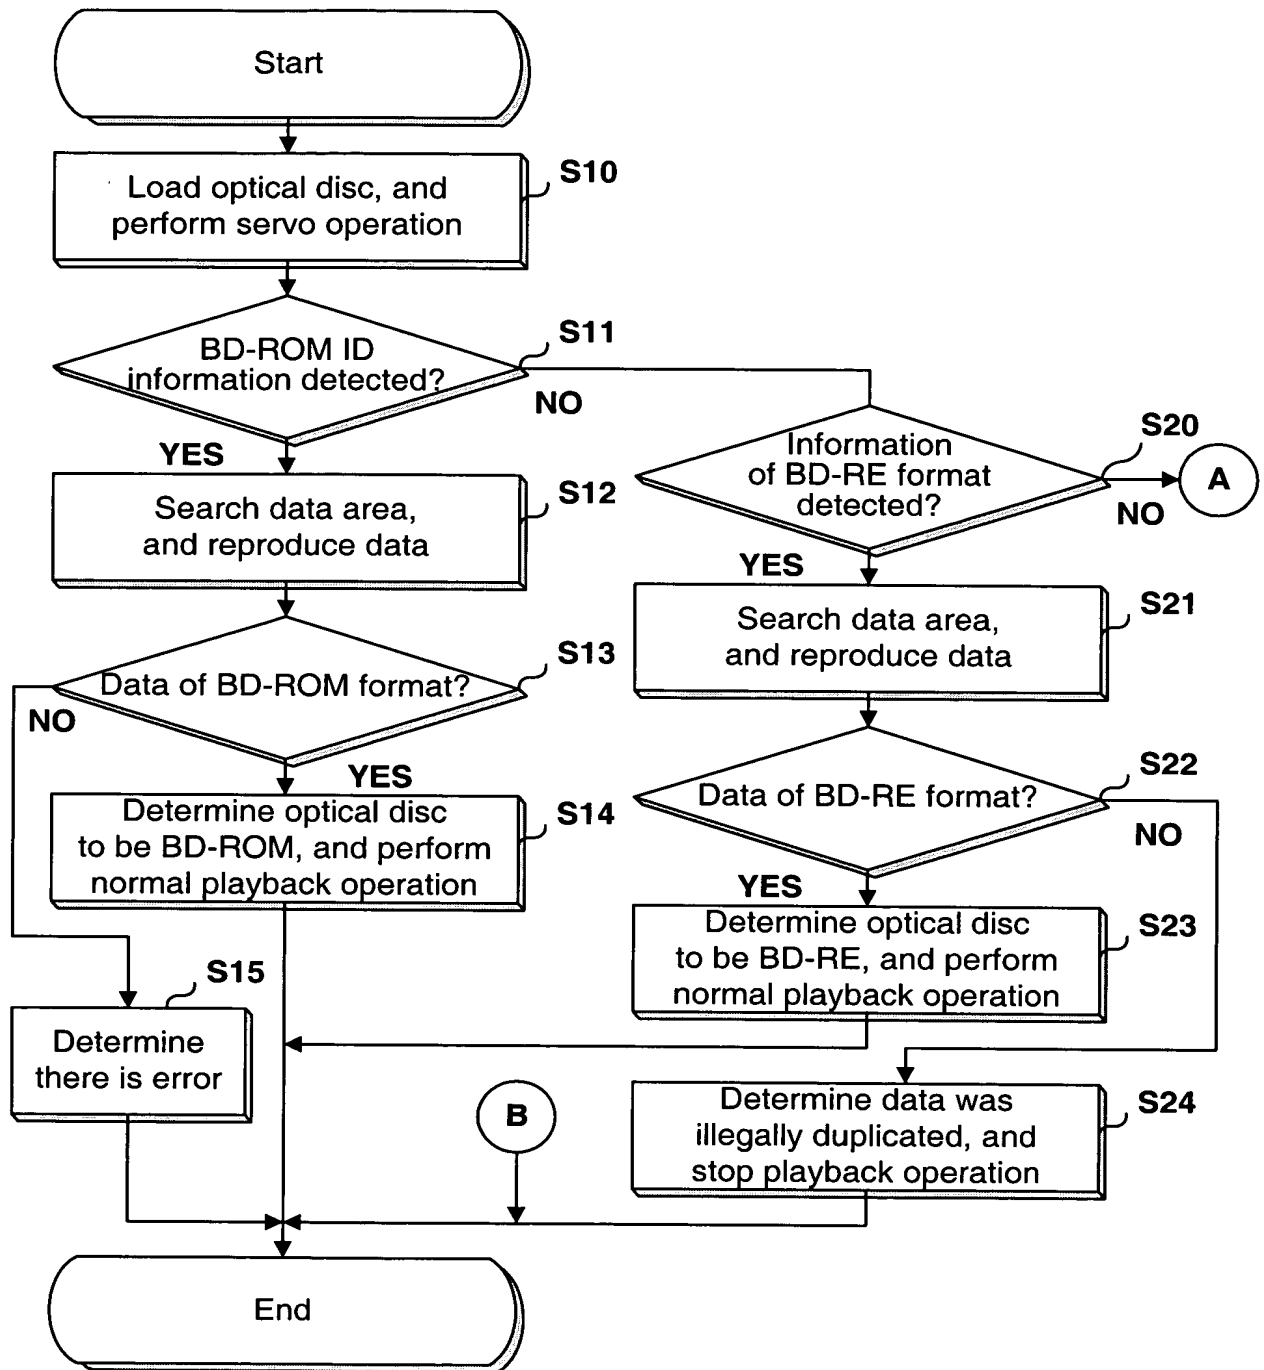 Start
Load optical disc, and
perform servo operation
S10
BD-ROM ID
information detected?
S11
NO
YES
Search data area,
and reproduce data
S12
Data of BD-ROM format?
S13
NO
YES
Determine optical disc
to be BD-ROM, and perform
normal playback operation
S14
S15
Determine
there is error
Information
of BD-RE format
detected?
S20
NO
A
YES
Search data area,
and reproduce data
S21
Data of BD-RE format?
S22
NO
YES
Determine optical disc
to be BD-RE, and perform
normal playback operation
S23
Determine data was
illegally duplicated, and
stop playback operation
S24
B
End